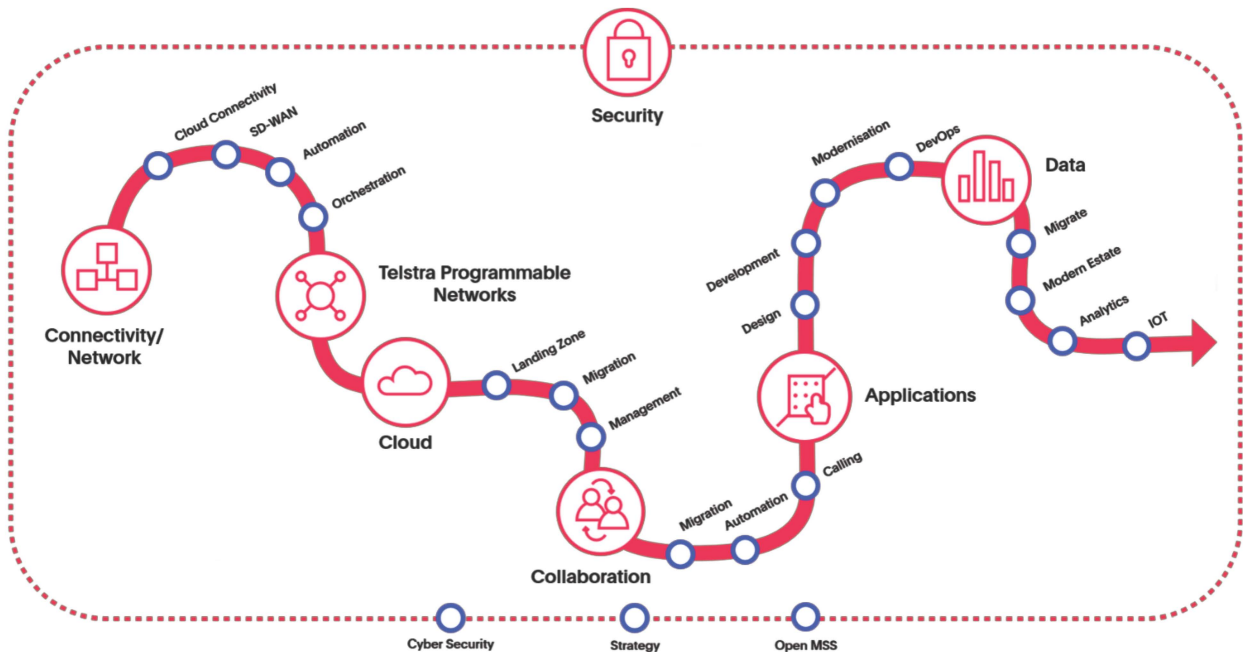 Security
Cloud Connectivity
SD-WAN
Automation
Orchestration
Connectivity/
Network
Telstra Programmable
Networks
Cloud
Landing Zone
Migration
Management
Collaboration
Migration
Automation
Calling
Applications
Design
Development
Modernisation
DevOps
Data
Migrate
Modern Estate
Analytics
IOT
Cyber Security
Strategy
Open MSS